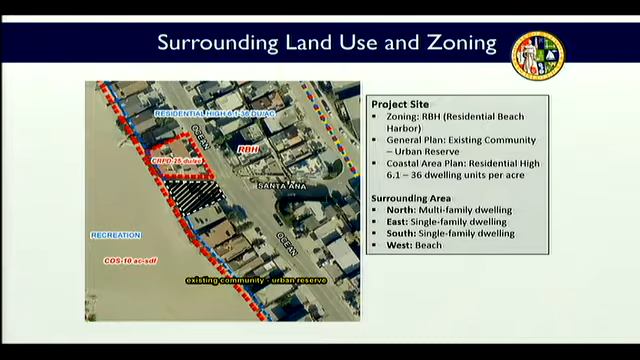 Surrounding Land Use and Zoning
RESIDENTIAL HIGH 6.1-36 DU/AC
OCEAN
RBH
CRPD-25 du/ac
SANTA ANA
RECREATION
OCEAN
COS-10 ac-sdf
existing community - urban reserve
Project Site
▪ Zoning: RBH (Residential Beach
Harbor)
▪ General Plan: Existing Community
– Urban Reserve
▪ Coastal Area Plan: Residential High
6.1 – 36 dwelling units per acre
Surrounding Area
▪ North: Multi-family dwelling
▪ East: Single-family dwelling
▪ South: Single-family dwelling
▪ West: Beach